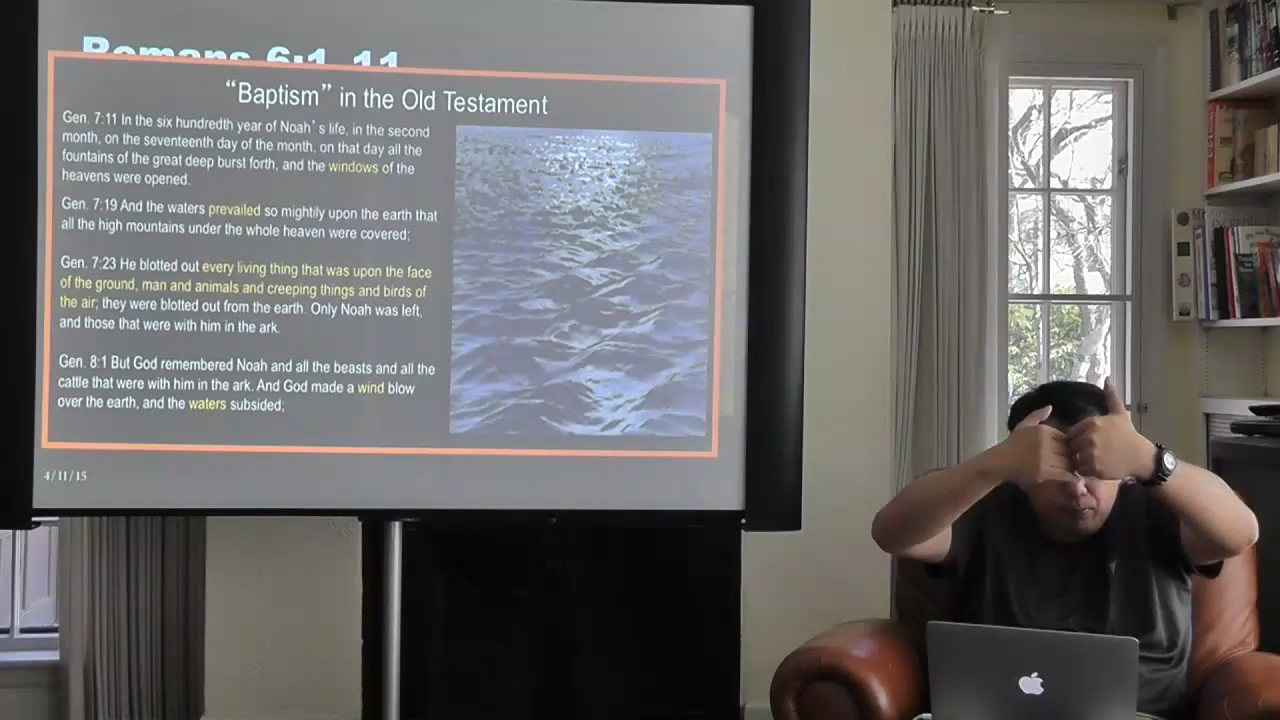 Romans 6:1-11
“Baptism” in the Old Testament
Gen. 7:11 In the six hundredth year of Noah's life, in the second
month, on the seventeenth day of the month, on that day all the
fountains of the great deep burst forth, and the windows of the
heavens were opened.
Gen. 7:19 And the waters prevailed so mightily upon the earth that
all the high mountains under the whole heaven were covered;
Gen. 7:23 He blotted out every living thing that was upon the face
of the ground, man and animals and creeping things and birds of
the air; they were blotted out from the earth. Only Noah was left,
and those that were with him in the ark.
Gen. 8:1 But God remembered Noah and all the beasts and all the
cattle that were with him in the ark. And God made a wind blow
over the earth, and the waters subsided;
4/11/15